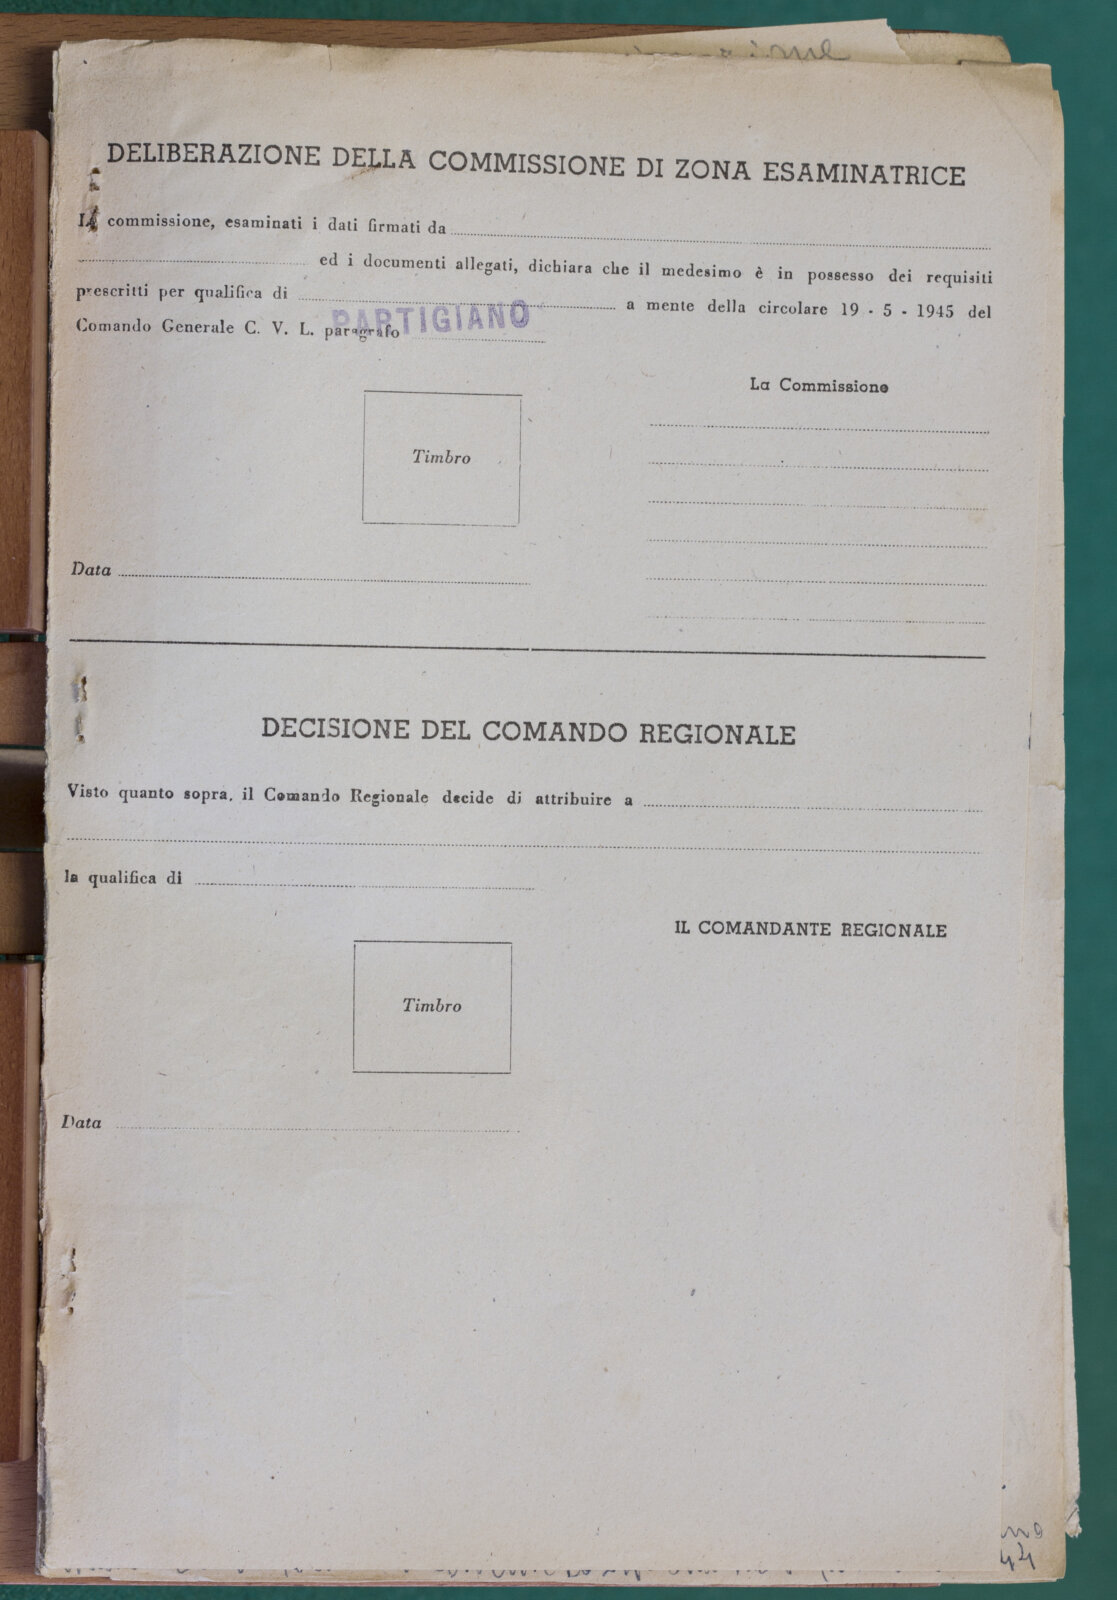 DELIBERAZIONE DELLA COMMISSIONE DI ZONA ESAMINATRICE
La commissione, esaminati i dati firmati da
ed i documenti allegati, dichiara che il medesimo è in possesso dei requisiti
prescritti per qualifica di a mente della circolare 19 - 5 - 1945 del
PARTIGIANO
Comando Generale C. V. L. paragrafo
La Commissione
Timbro
Data
DECISIONE DEL COMANDO REGIONALE
Visto quanto sopra, il Comando Regionale decide di attribuire a
la qualifica di
IL COMANDANTE REGIONALE
Timbro
Data
44